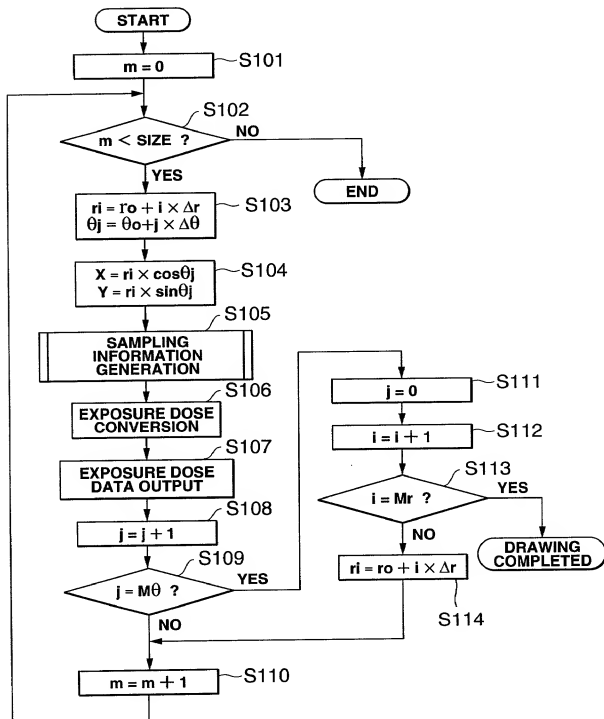 START
m = 0
S101
S102
m < SIZE ?
NO
YES
END
ri = ro + i × Δr
θj = θo+j × Δθ
S103
X = ri × cosθj
Y = ri × sinθj
S104
S105
SAMPLING
INFORMATION
GENERATION
S106
EXPOSURE DOSE
CONVERSION
S107
EXPOSURE DOSE
DATA OUTPUT
S108
j = j + 1
S109
j = Mθ ?
YES
NO
m = m + 1
S110
j = 0
S111
i = i + 1
S112
S113
i = Mr ?
YES
NO
DRAWING
COMPLETED
ri = ro + i × Δr
S114